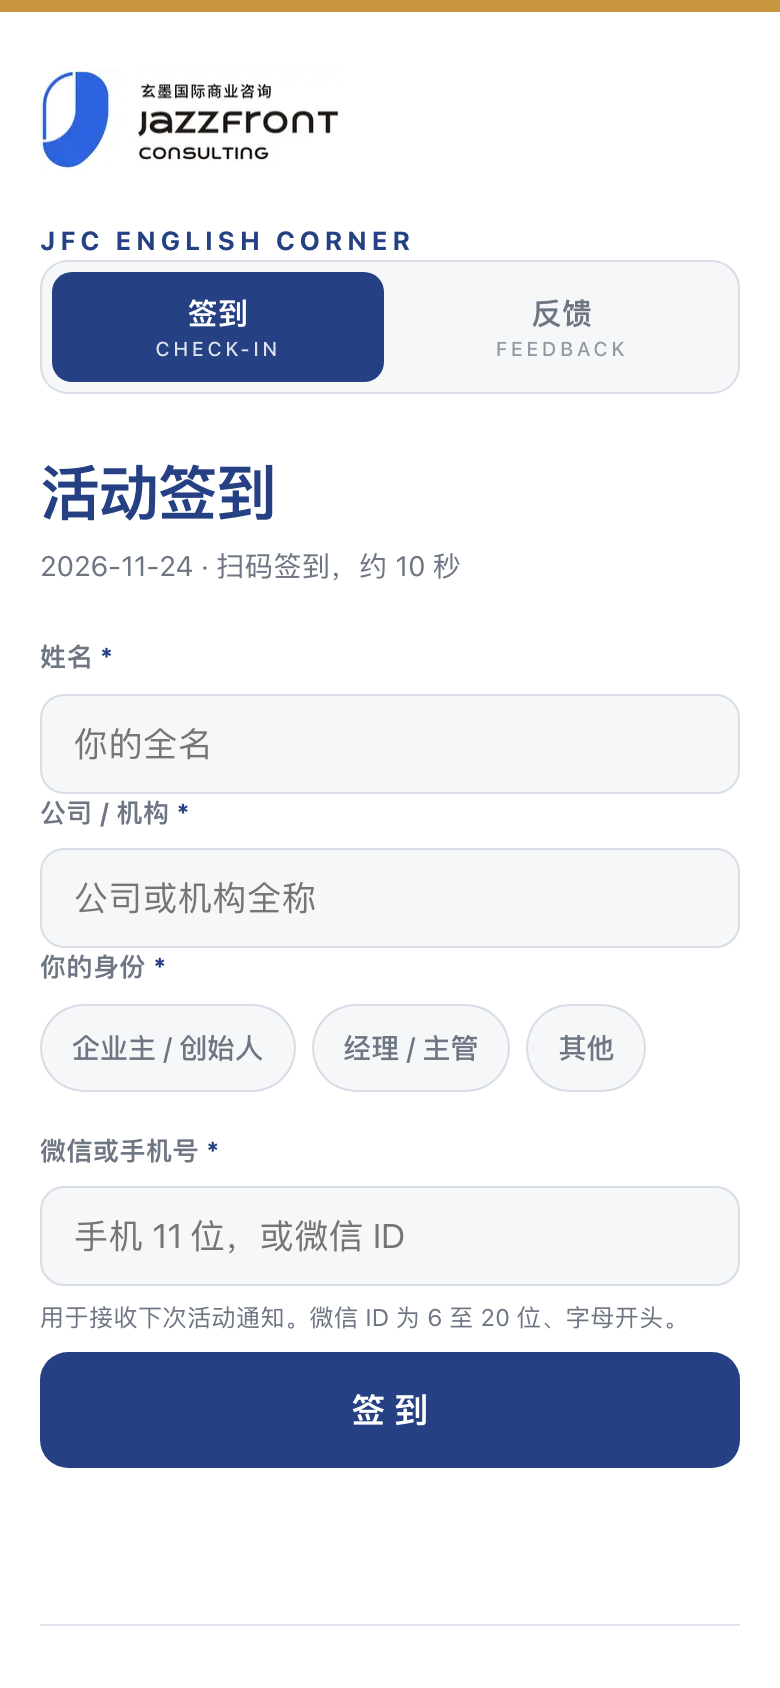 玄墨国际商业咨询
JAZZFRONT
CONSULTING
JFC ENGLISH CORNER
签到
CHECK-IN
反馈
FEEDBACK
活动签到
2026-11-24 · 扫码签到，约 10 秒
姓名 *
你的全名
公司 / 机构 *
公司或机构全称
你的身份 *
企业主 / 创始人
经理 / 主管
其他
微信或手机号 *
手机 11 位，或微信 ID
用于接收下次活动通知。微信 ID 为 6 至 20 位、字母开头。
签 到